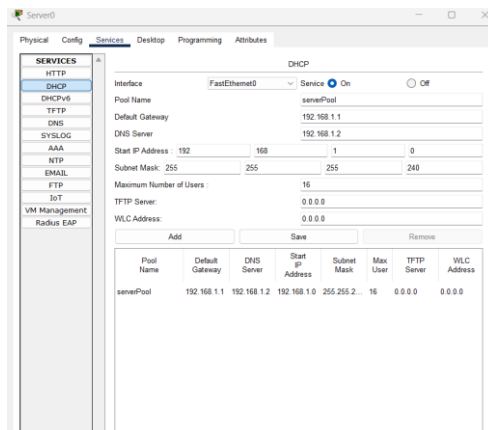 Server0
Physical Config Services Desktop Programming Attributes
SERVICES
HTTP
DHCP
DHCPv6
TFTP
DNS
SYSLOG
AAA
NTP
EMAIL
FTP
IoT
VM Management
Radius EAP
DHCP
Interface FastEthernet0 Service On Off
Pool Name serverPool
Default Gateway 192.168.1.1
DNS Server 192.168.1.2
Start IP Address : 192 168 1 0
Subnet Mask: 255 255 255 240
Maximum Number of Users : 16
TFTP Server: 0.0.0.0
WLC Address: 0.0.0.0
Add Save Remove
Pool Name Default Gateway DNS Server Start IP Address Subnet Mask Max User TFTP Server WLC Address
serverPool 192.168.1.1 192.168.1.2 192.168.1.0 255.255.2... 16 0.0.0.0 0.0.0.0